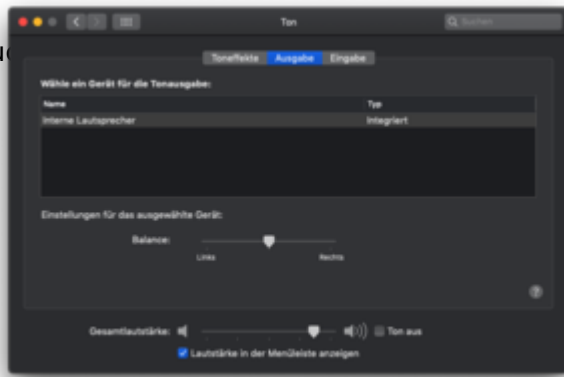 Ton
Suchen
Toneffekte Ausgabe Eingabe
Wähle ein Gerät für die Tonausgabe:
Name Typ
Interne Lautsprecher Integriert
Einstellungen für das ausgewählte Gerät:
Balance:
Links Rechts
?
Gesamtlautstärke: Ton aus
Lautstärke in der Menüleiste anzeigen